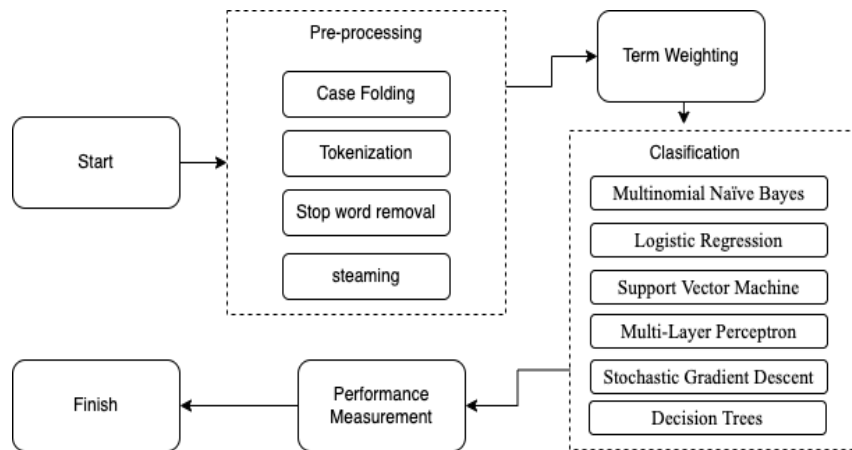 Start
Pre-processing
Case Folding
Tokenization
Stop word removal
steaming
Term Weighting
Clasification
Multinomial Naïve Bayes
Logistic Regression
Support Vector Machine
Multi-Layer Perceptron
Stochastic Gradient Descent
Decision Trees
Performance
Measurement
Finish